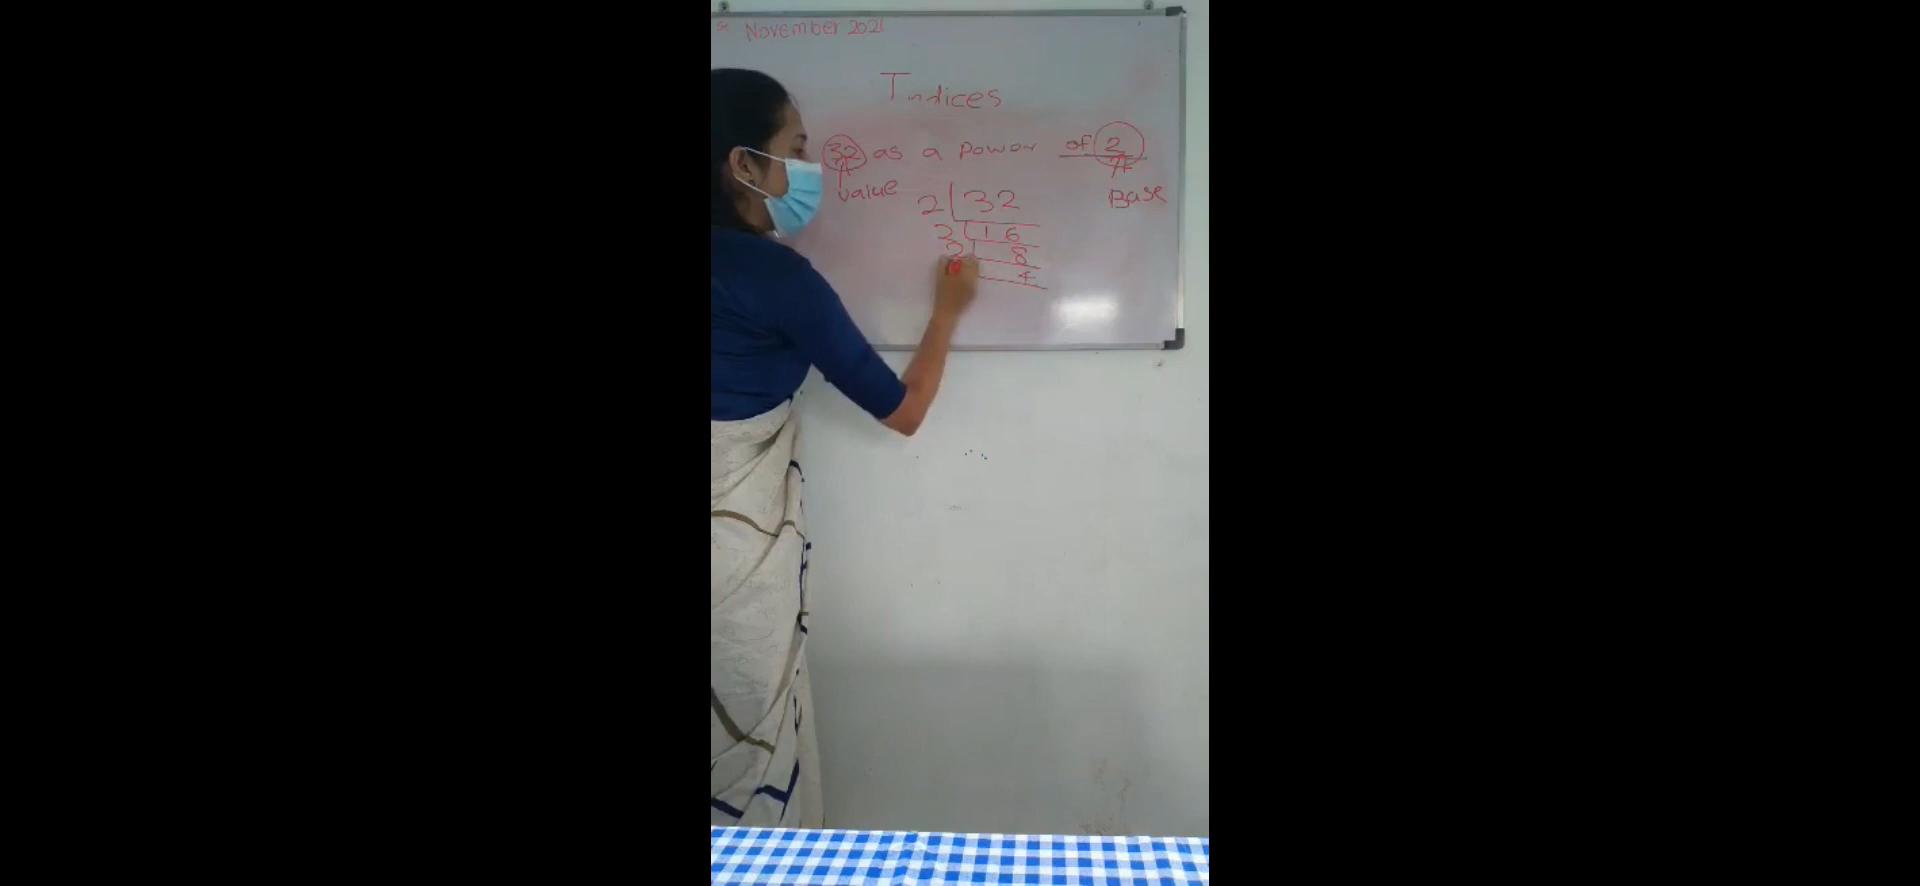 November 2021
Indices
32 as a power of 2
value
Base
2 32
2 16
2 8
4